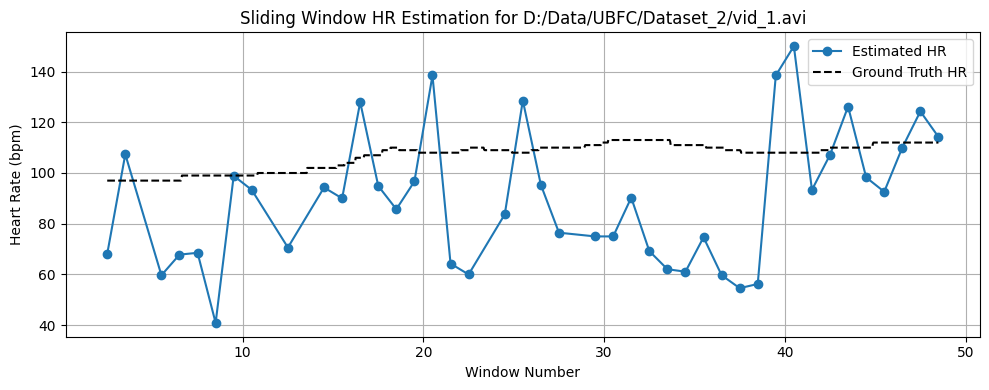 Sliding Window HR Estimation for D:/Data/UBFC/Dataset_2/vid_1.avi
Estimated HR
Ground Truth HR
Heart Rate (bpm)
140
120
100
80
60
40
10
20
30
40
50
Window Number